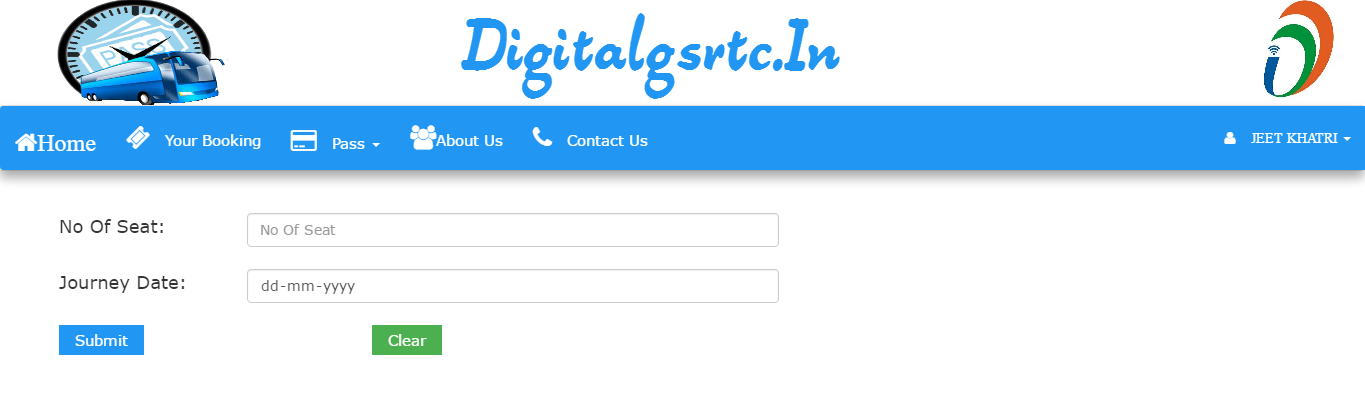 PASS
Digitalgsrtc.In
Home Your Booking Pass About Us Contact Us JEET KHATRI
No Of Seat: No Of Seat
Journey Date: dd-mm-yyyy
Submit Clear